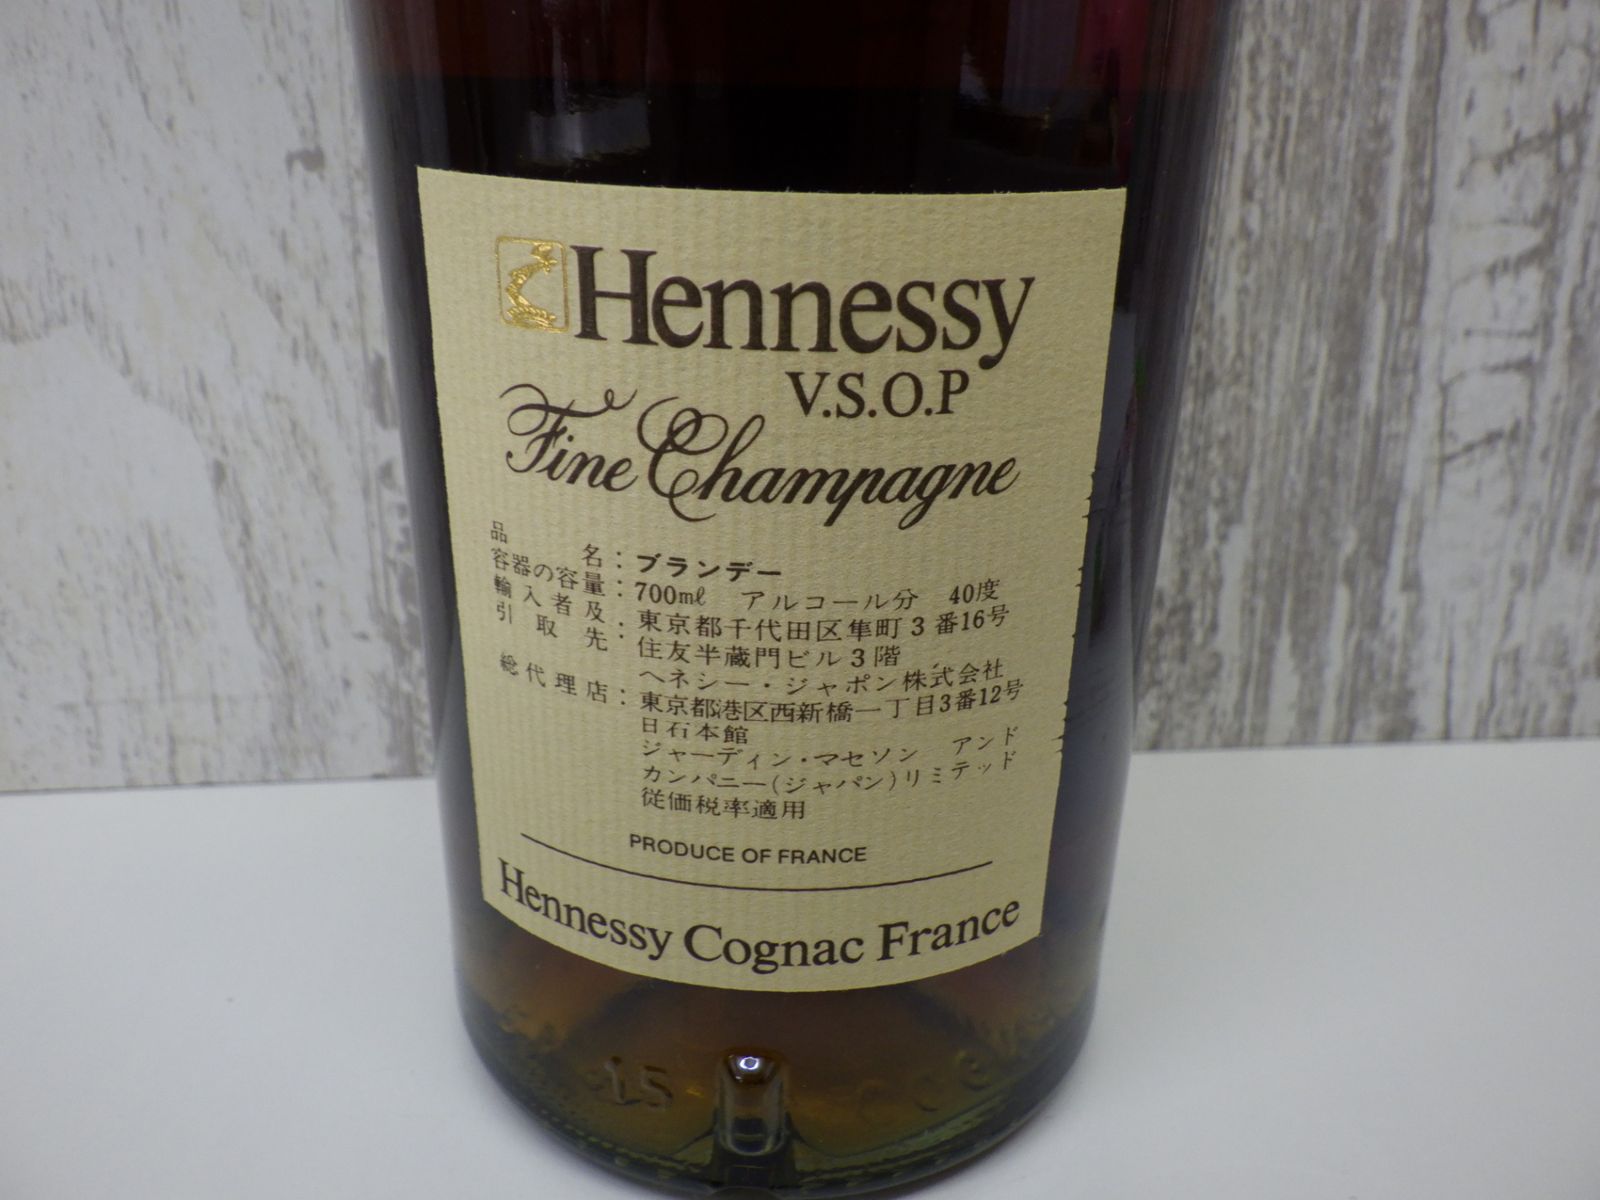 Hennessy
V.S.O.P
Fine Champagne
品名：ブランデー
容器の容量：700mℓ アルコール分 40度
輸入者及引取先：東京都千代田区隼町3番16号
住友半蔵門ビル3階
ヘネシー・ジャポン株式会社
総代理店：東京都港区西新橋一丁目3番12号
日石本館
ジャーディン・マセソン アンド
カンパニー(ジャパン)リミテッド
従価税率適用
PRODUCE OF FRANCE
Hennessy Cognac France
15